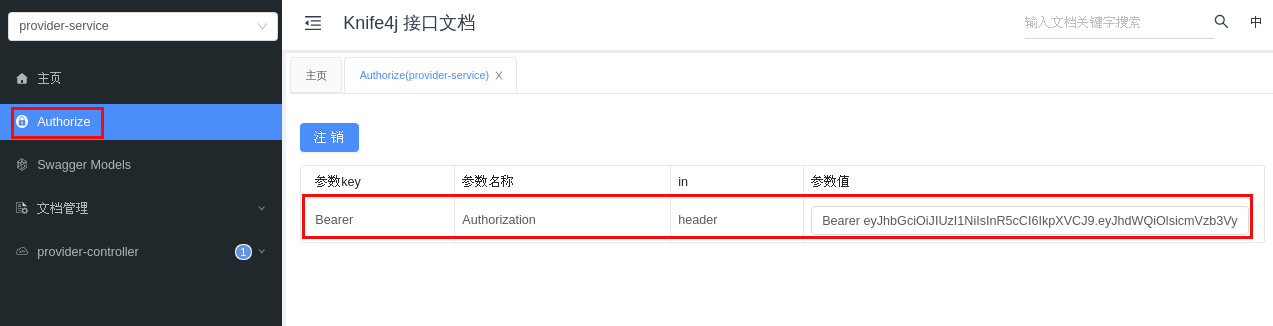 provider-service
主页
Authorize
Swagger Models
文档管理
provider-controller 1
Knife4j 接口文档
输入文档关键字搜索
中
主页 Authorize(provider-service) X
注 销
参数key 参数名称 in 参数值
Bearer Authorization header Bearer eyJhbGciOiJIUzI1NiIsInR5cCI6IkpXVCJ9.eyJhdWQiOlsicmVzb3Vy